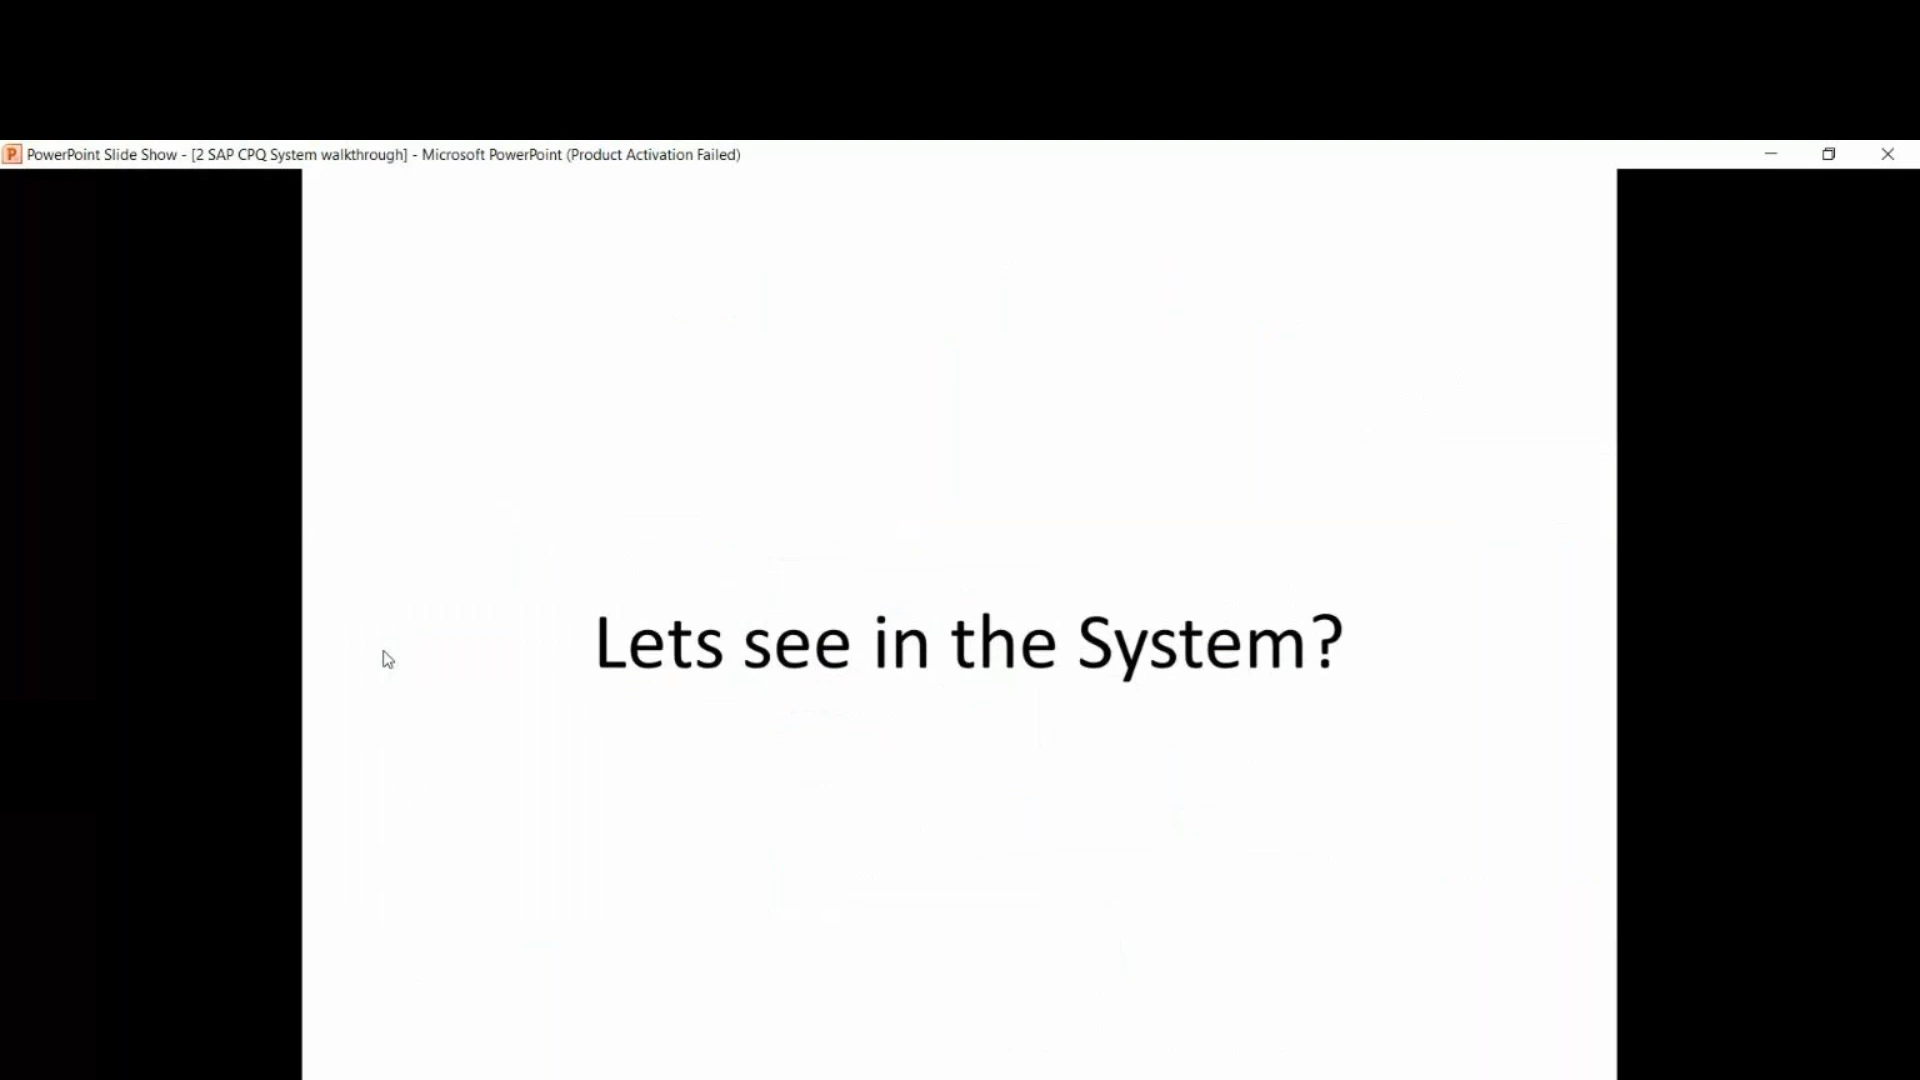 PowerPoint Slide Show - [2 SAP CPQ System walkthrough] - Microsoft PowerPoint (Product Activation Failed)
Lets see in the System?